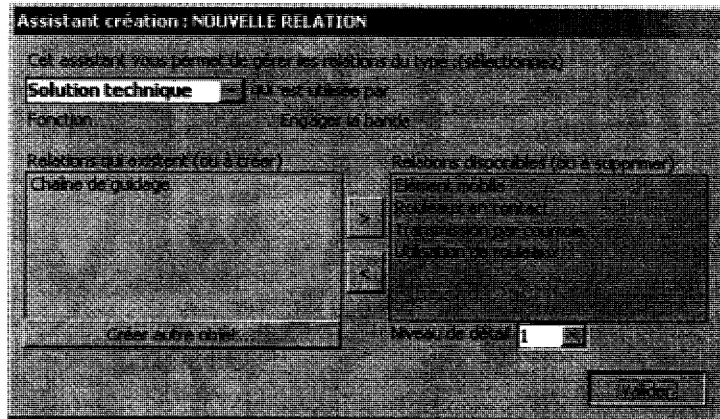 Assistant création : NOUVELLE RELATION
Cet assistant vous permet de gérer les relations du type : (sélectionnez)
Solution technique qui est utilisée par
Fonction Engager la bande
Relations qui existent (ou à créer) Relations disponibles (ou à supprimer)
Chaîne de guidage
Elément mobile
Rouleaux en contact
Transmission par courroie
Utilisation de rouleaux
>
<
Créer autre objet... Niveau de détail 1
Valider